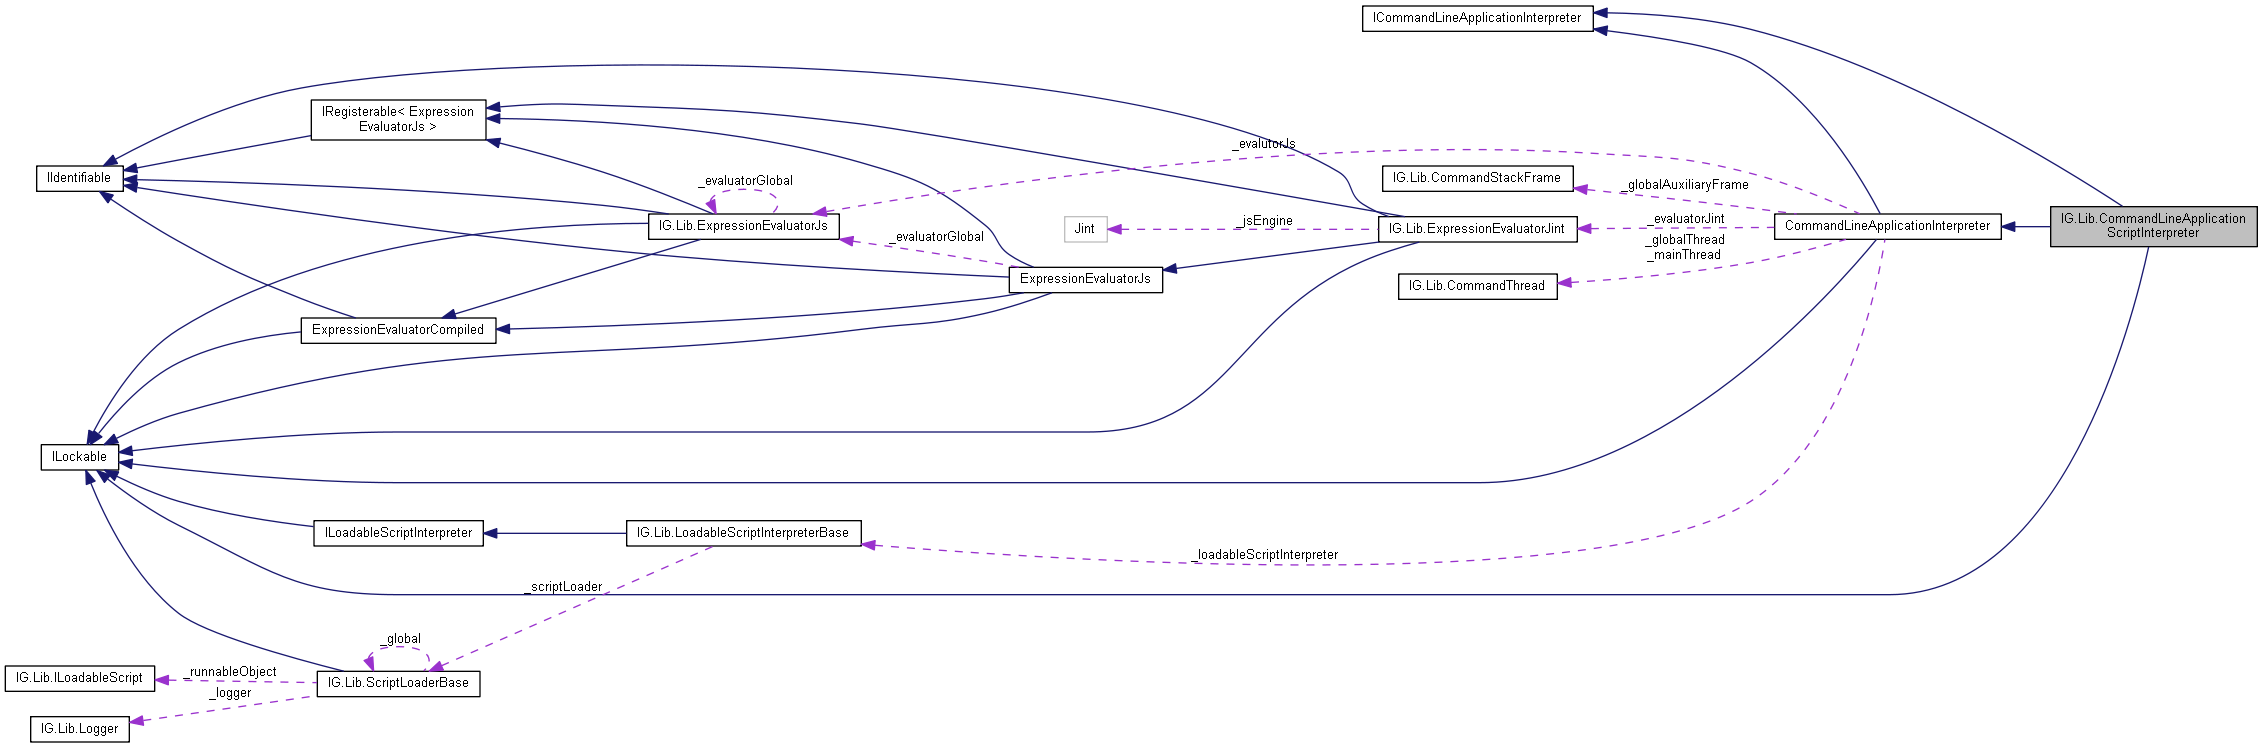 ICommandLineApplicationInterpreter
IRegisterable< Expression
EvaluatorJs >
_evalutorJs
IIdentifiable
_evaluatorGlobal
IG.Lib.CommandStackFrame
_globalAuxiliaryFrame
IG.Lib.ExpressionEvaluatorJs
Jint
_jsEngine
IG.Lib.ExpressionEvaluatorJint
_evaluatorJint
CommandLineApplicationInterpreter
IG.Lib.CommandLineApplication
ScriptInterpreter
_evaluatorGlobal
_globalThread
_mainThread
ExpressionEvaluatorJs
IG.Lib.CommandThread
ExpressionEvaluatorCompiled
ILockable
ILoadableScriptInterpreter
IG.Lib.LoadableScriptInterpreterBase
_loadableScriptInterpreter
_scriptLoader
_global
IG.Lib.ILoadableScript
_runnableObject
IG.Lib.ScriptLoaderBase
_logger
IG.Lib.Logger